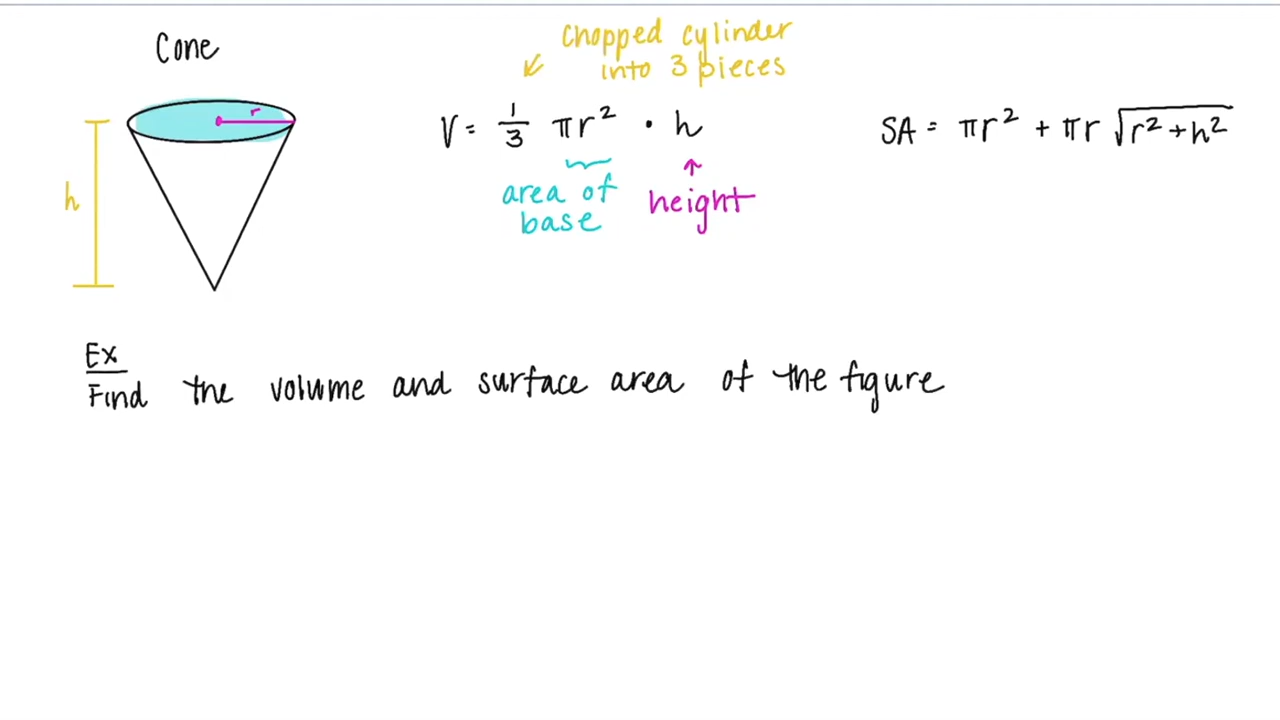 Cone
Chopped cylinder
into 3 pieces
r
h
V = 1/3 πr² · h
area of
base
height
SA = πr² + πr √(r² + h²)
Ex
Find the volume and surface area of the figure